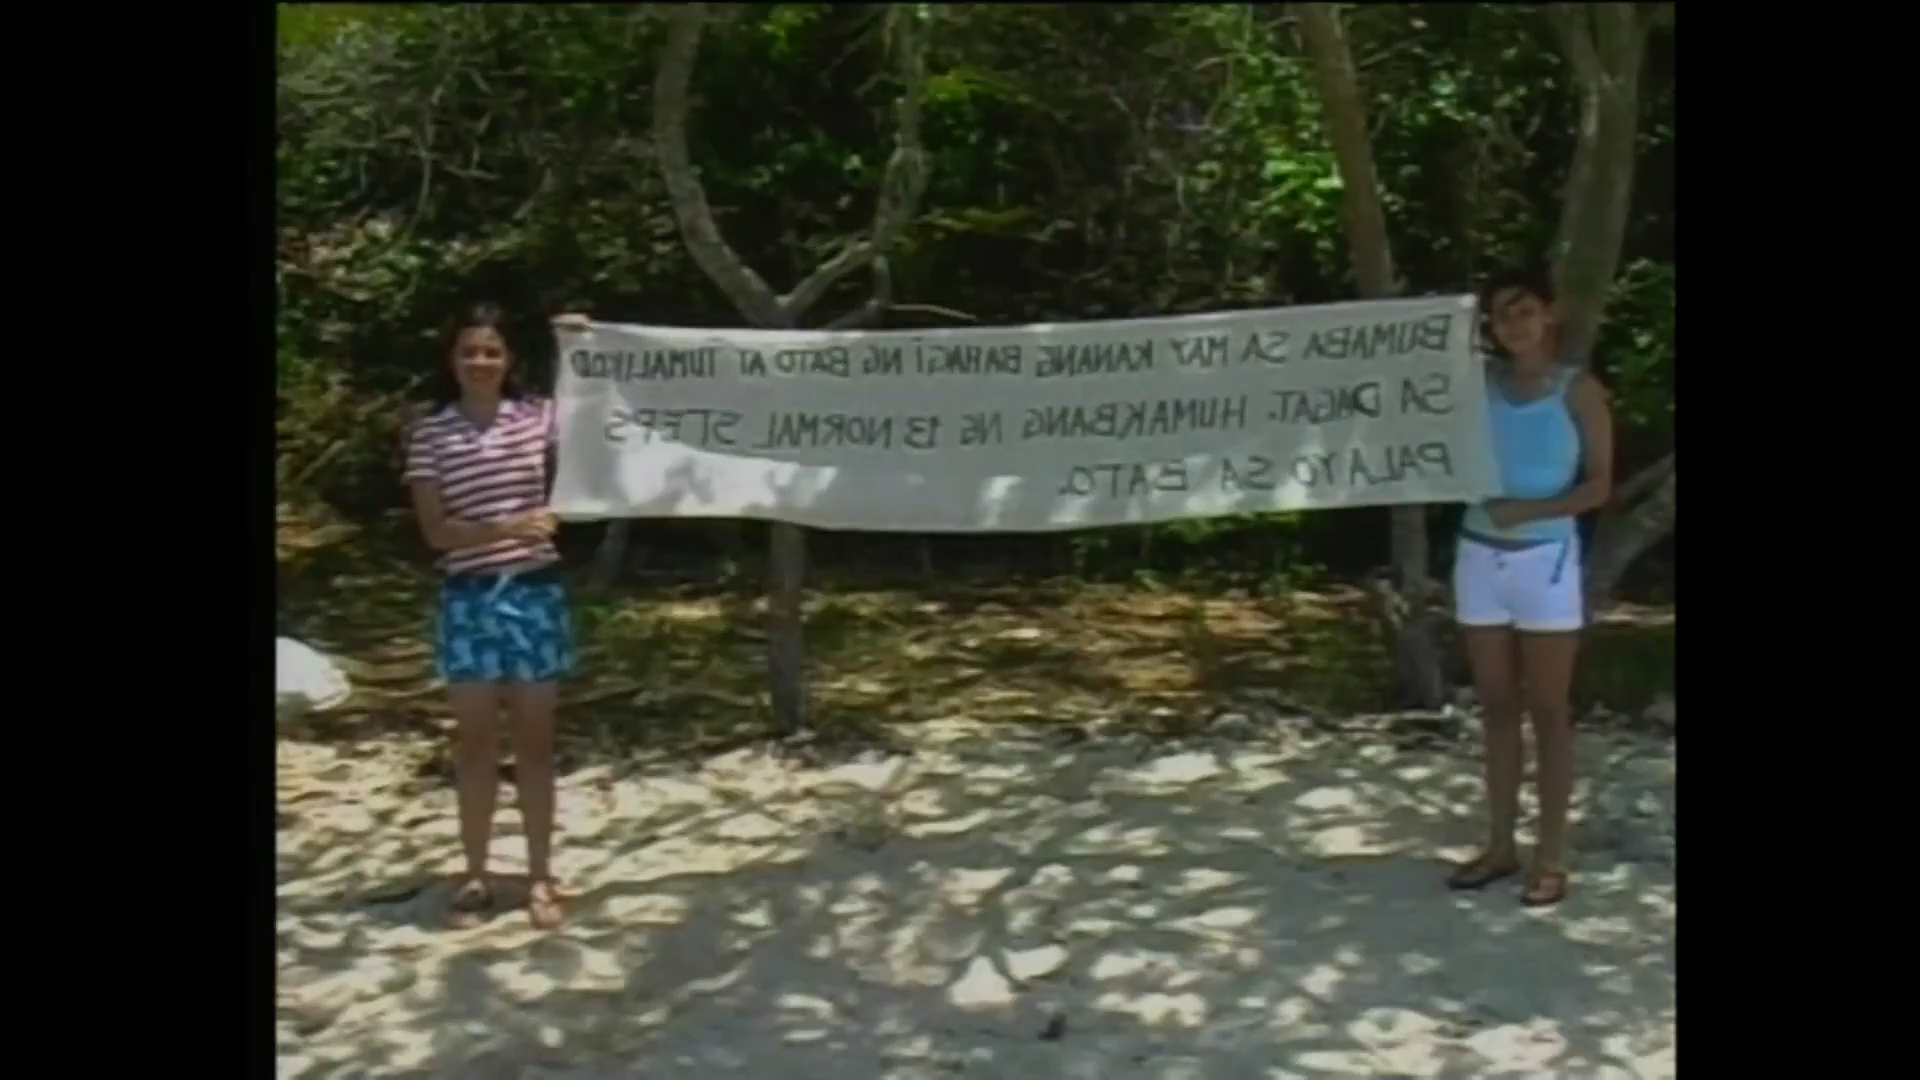 BUMABA SA MAY KANANG BAHAGI NG BATO AT TUMALIKOD
SA DAGAT. HUMAKBANG NG 13 NORMAL STEPS
PALAYO SA BATO.